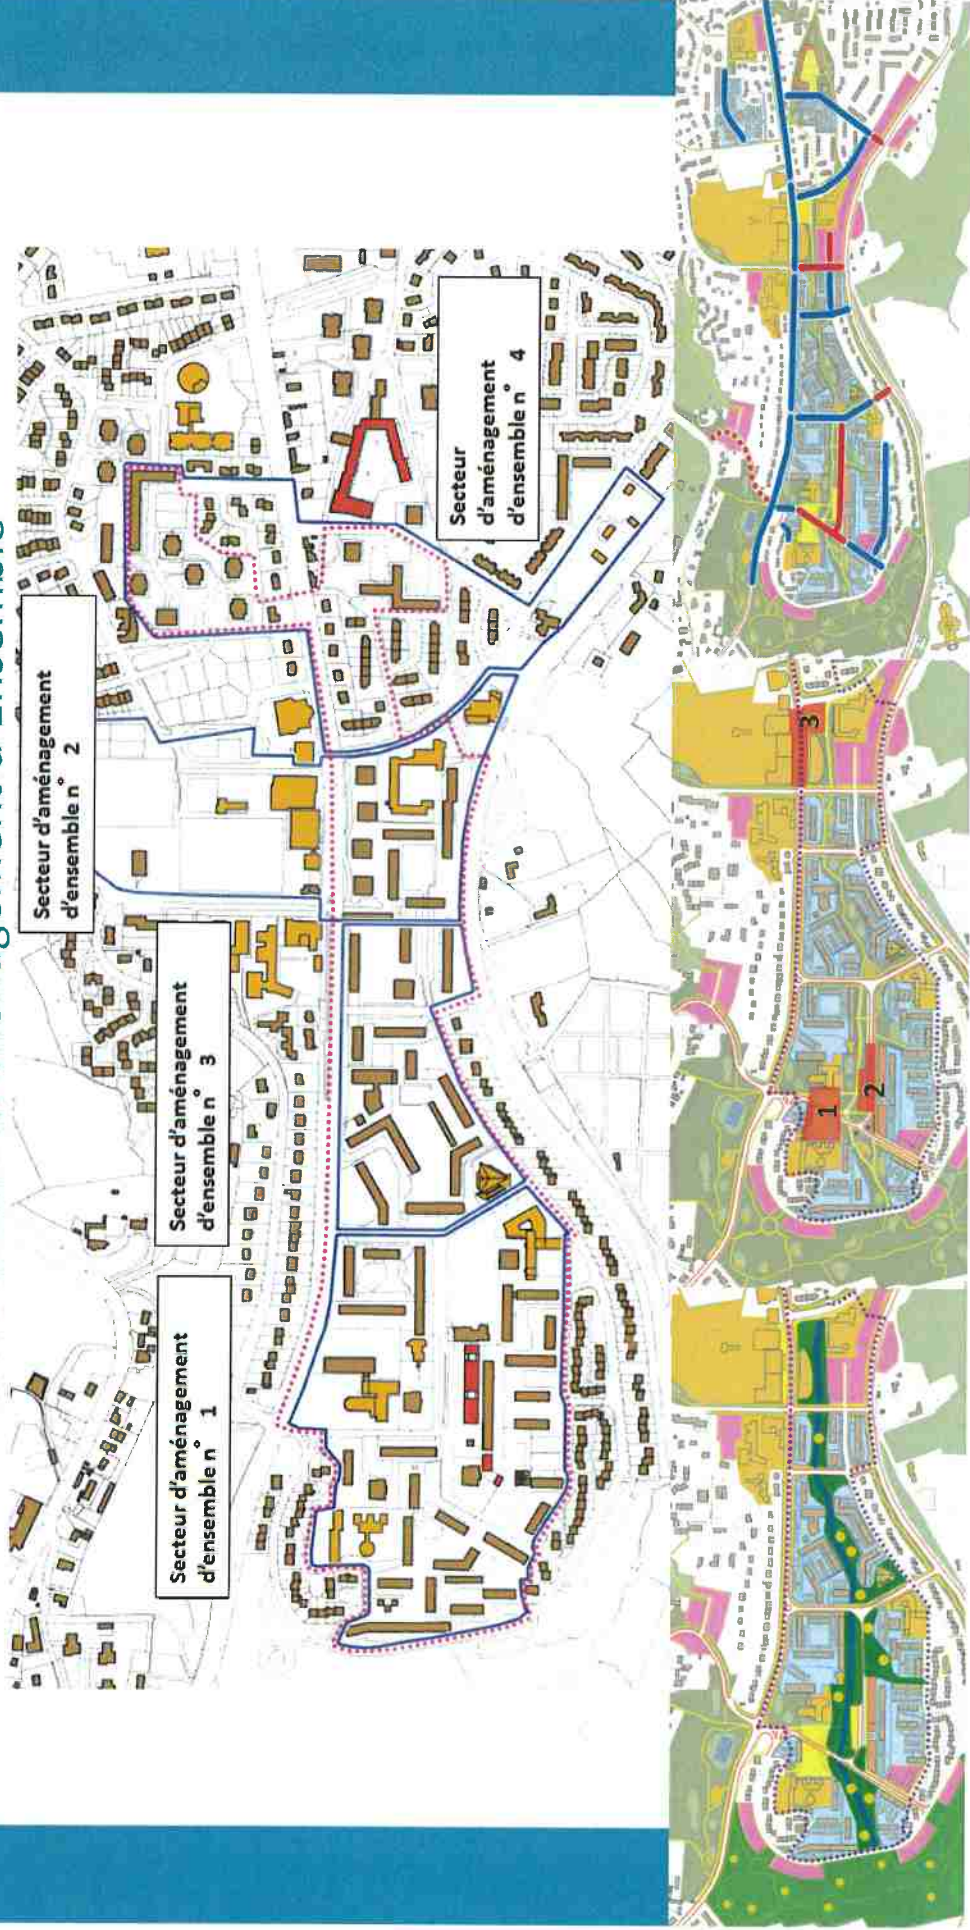 d'Ensemble
Secteur d'aménagement
d'ensemble n° 1
Secteur d'aménagement
d'ensemble n° 3
Secteur d'aménagement
d'ensemble n° 2
Secteur
d'aménagement
d'ensemble n° 4
1
2
3